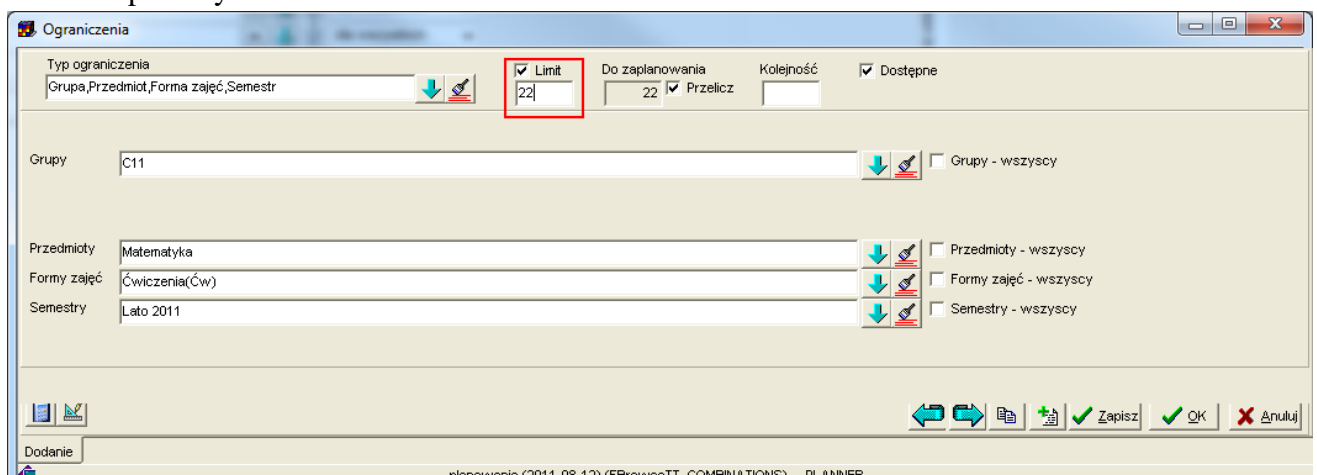 Ograniczenia
Typ ograniczenia
Grupa,Przedmiot,Forma zajęć,Semestr
Limit
22
Do zaplanowania
22 Przelicz
Kolejność
Dostępne
Grupy C11 Grupy - wszyscy
Przedmioty Matematyka Przedmioty - wszyscy
Formy zajęć Ćwiczenia(Ćw) Formy zajęć - wszyscy
Semestry Lato 2011 Semestry - wszyscy
Zapisz OK Anuluj
Dodanie